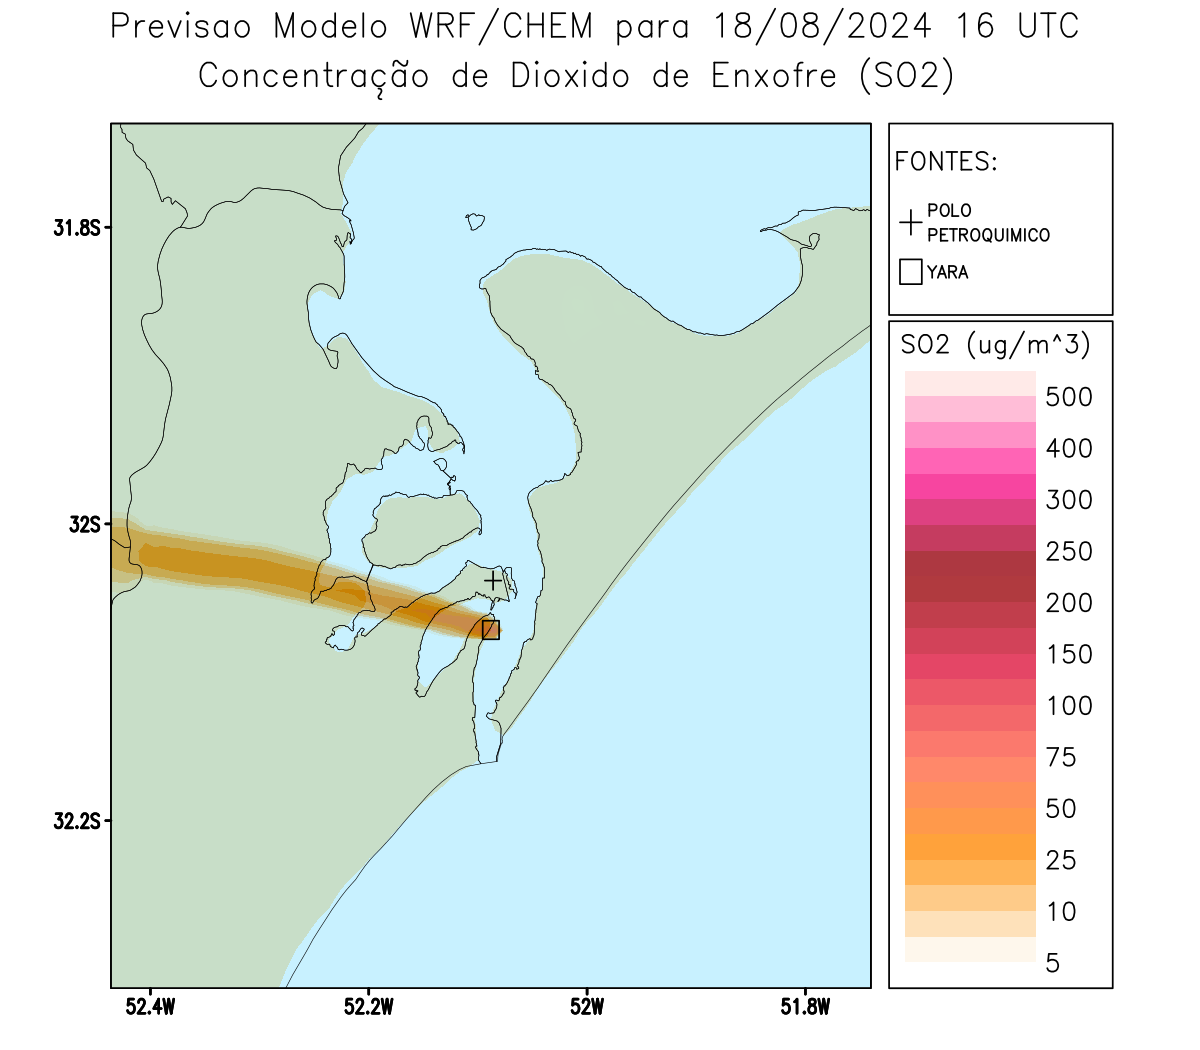 Previsao Modelo WRF/CHEM para 18/08/2024 16 UTC
Concentração de Dioxido de Enxofre (SO2)
FONTES:
POLO
PETROQUIMICO
YARA
31.8S
32S
32.2S
52.4W
52.2W
52W
51.8W
SO2 (ug/m^3)
500
400
300
250
200
150
100
75
50
25
10
5